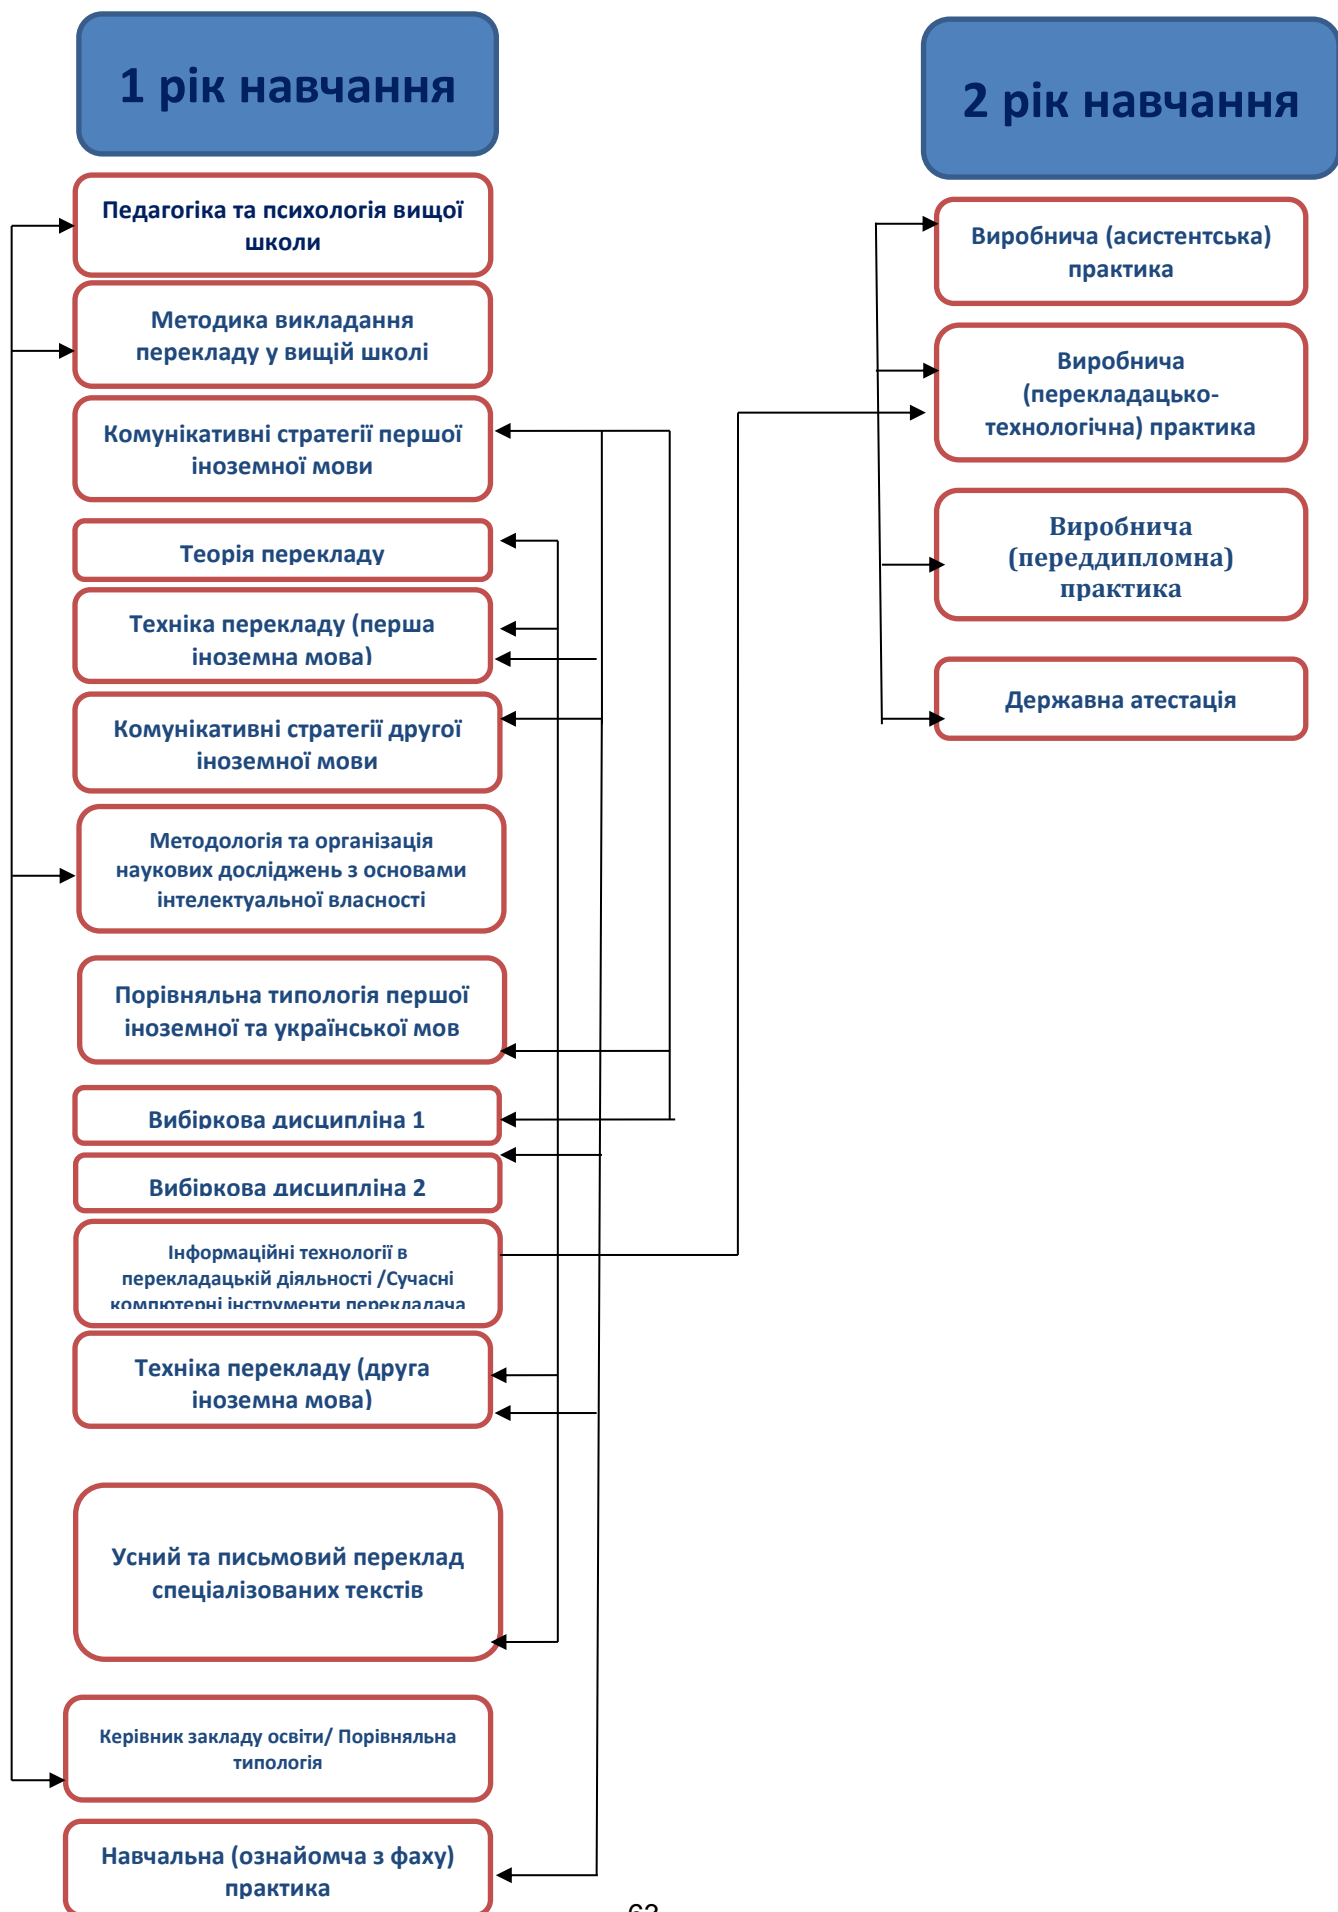 1 рік навчання
Педагогіка та психологія вищої
школи
Методика викладання
перекладу у вищій школі
Комунікативні стратегії першої
іноземної мови
Теорія перекладу
Техніка перекладу (перша
іноземна мова)
Комунікативні стратегії другої
іноземної мови
Методологія та організація
наукових досліджень з основами
інтелектуальної власності
Порівняльна типологія першої
іноземної та української мов
Вибіркова дисципліна 1
Вибіркова дисципліна 2
Інформаційні технології в
перекладацькій діяльності /Сучасні
компютерні інструменти перекладача
Техніка перекладу (друга
іноземна мова)
Усний та письмовий переклад
спеціалізованих текстів
Керівник закладу освіти/ Порівняльна
типологія
Навчальна (ознайомча з фаху)
практика
2 рік навчання
Виробнича (асистентська)
практика
Виробнича
(перекладацько-
технологічна) практика
Виробнича
(переддипломна)
практика
Державна атестація